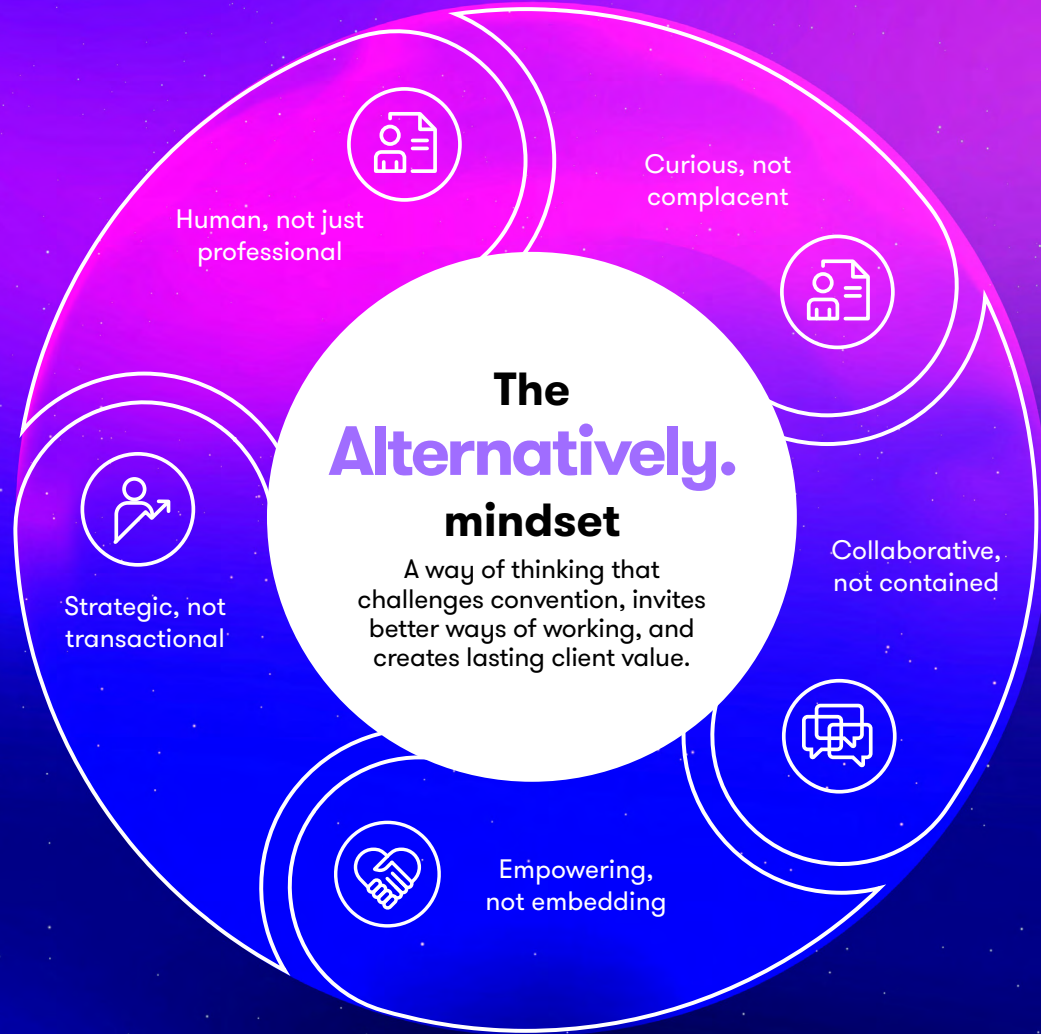 Human, not just
professional
Curious, not
complacent
The
Alternatively.
mindset
A way of thinking that
challenges convention, invites
better ways of working, and
creates lasting client value.
Collaborative,
not contained
Strategic, not
transactional
Empowering,
not embedding